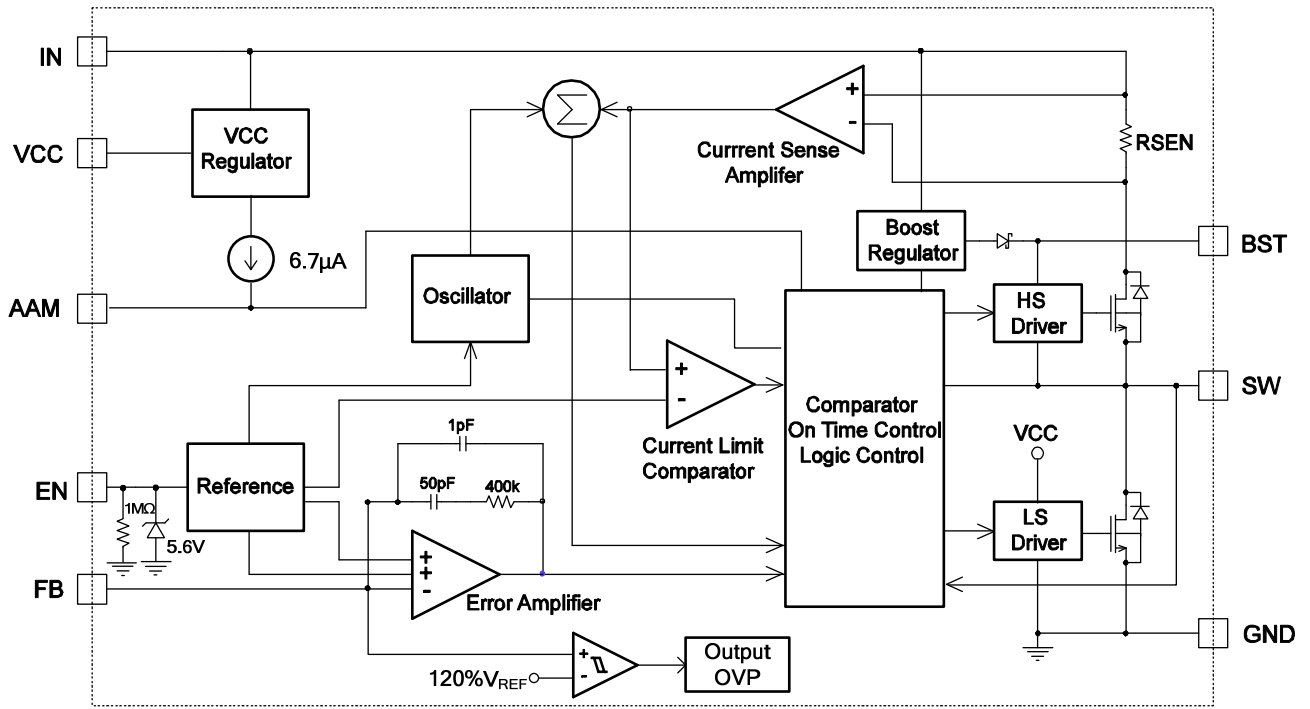 IN
VCC
AAM
EN
FB
VCC
Regulator
6.7µA
Oscillator
Σ
+
-
Currrent Sense
Amplifer
RSEN
Boost
Regulator
BST
HS
Driver
SW
+
-
Current Limit
Comparator
Comparator
On Time Control
Logic Control
VCC
LS
Driver
GND
Reference
1MΩ
5.6V
1pF
50pF
400k
+
+
-
Error Amplifier
+
-
120%VREF
Output
OVP